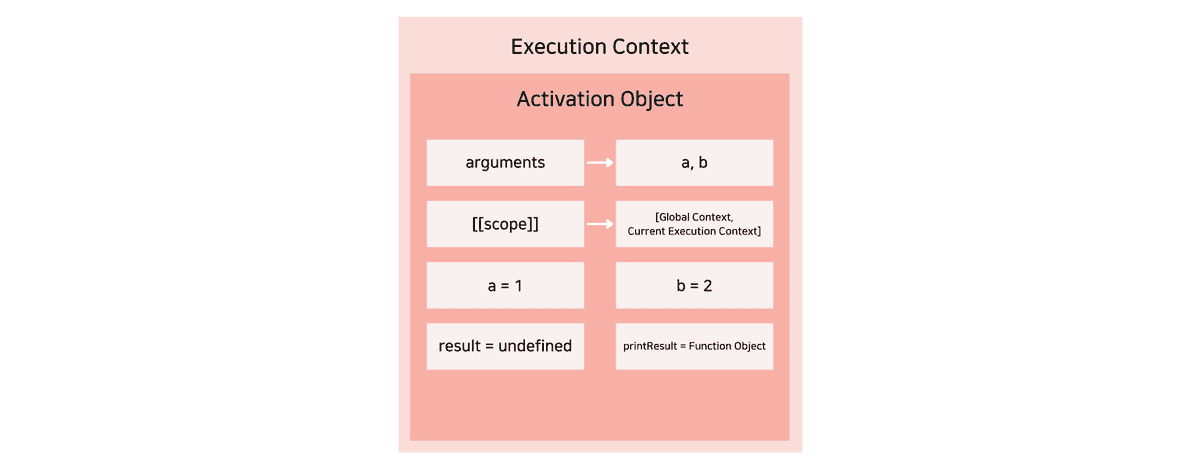 Execution Context
Activation Object
arguments
a, b
[[scope]]
[Global Context,
Current Execution Context]
a = 1
b = 2
result = undefined
printResult = Function Object